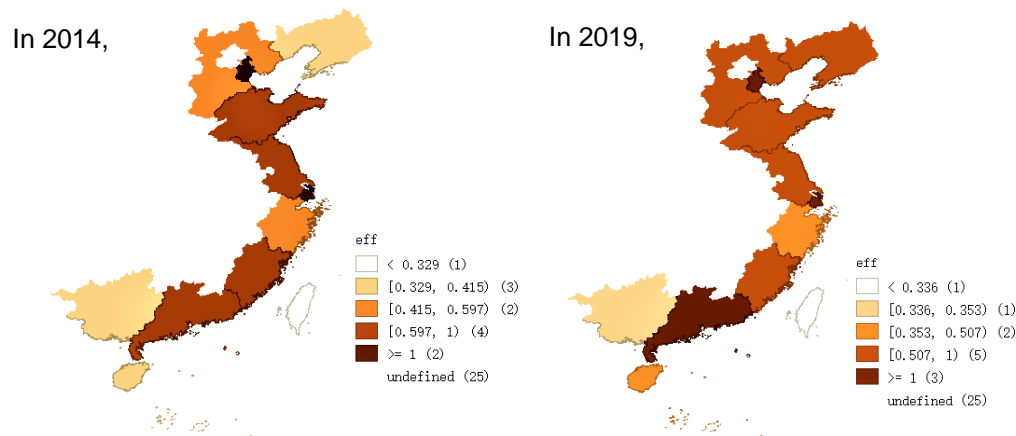 In 2014,
eff
< 0.329 (1)
[0.329, 0.415) (3)
[0.415, 0.597) (2)
[0.597, 1) (4)
>= 1 (2)
undefined (25)
In 2019,
eff
< 0.336 (1)
[0.336, 0.353) (1)
[0.353, 0.507) (2)
[0.507, 1) (5)
>= 1 (3)
undefined (25)